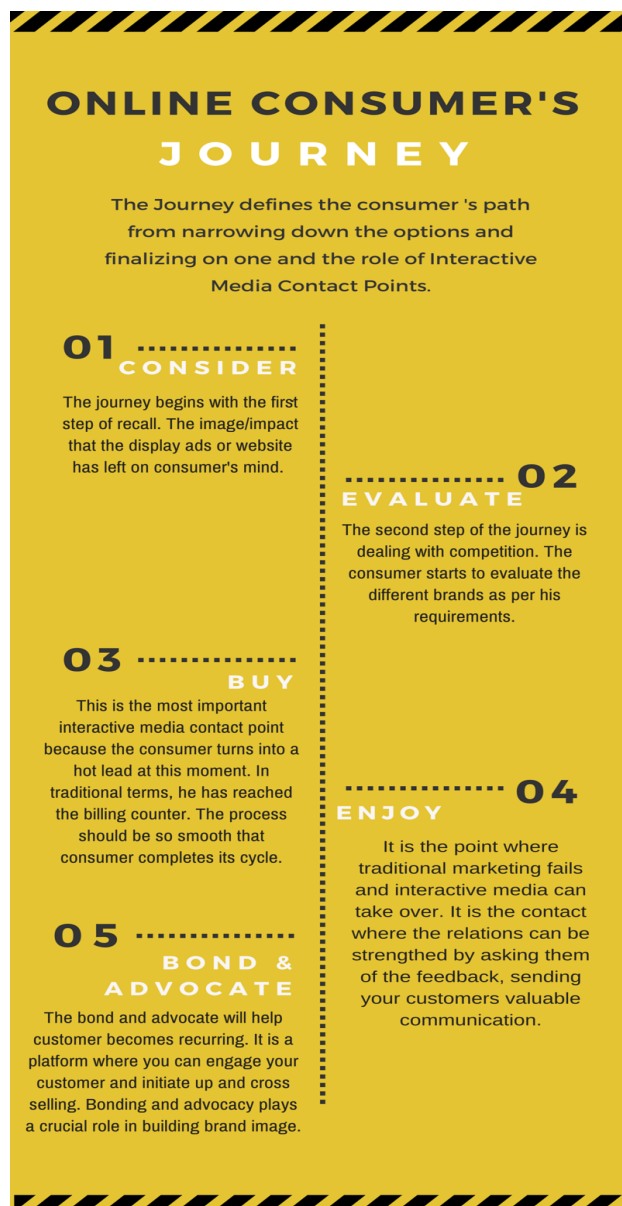 ONLINE CONSUMER'S
JOURNEY
The Journey defines the consumer 's path
from narrowing down the options and
finalizing on one and the role of Interactive
Media Contact Points.
01
CONSIDER
The journey begins with the first
step of recall. The image/impact
that the display ads or website
has left on consumer's mind.
02
EVALUATE
The second step of the journey is
dealing with competition. The
consumer starts to evaluate the
different brands as per his
requirements.
03
BUY
This is the most important
interactive media contact point
because the consumer turns into a
hot lead at this moment. In
traditional terms, he has reached
the billing counter. The process
should be so smooth that
consumer completes its cycle.
04
ENJOY
It is the point where
traditional marketing fails
and interactive media can
take over. It is the contact
where the relations can be
strengthed by asking them
of the feedback, sending
your customers valuable
communication.
05
BOND &
ADVOCATE
The bond and advocate will help
customer becomes recurring. It is a
platform where you can engage your
customer and initiate up and cross
selling. Bonding and advocacy plays
a crucial role in building brand image.